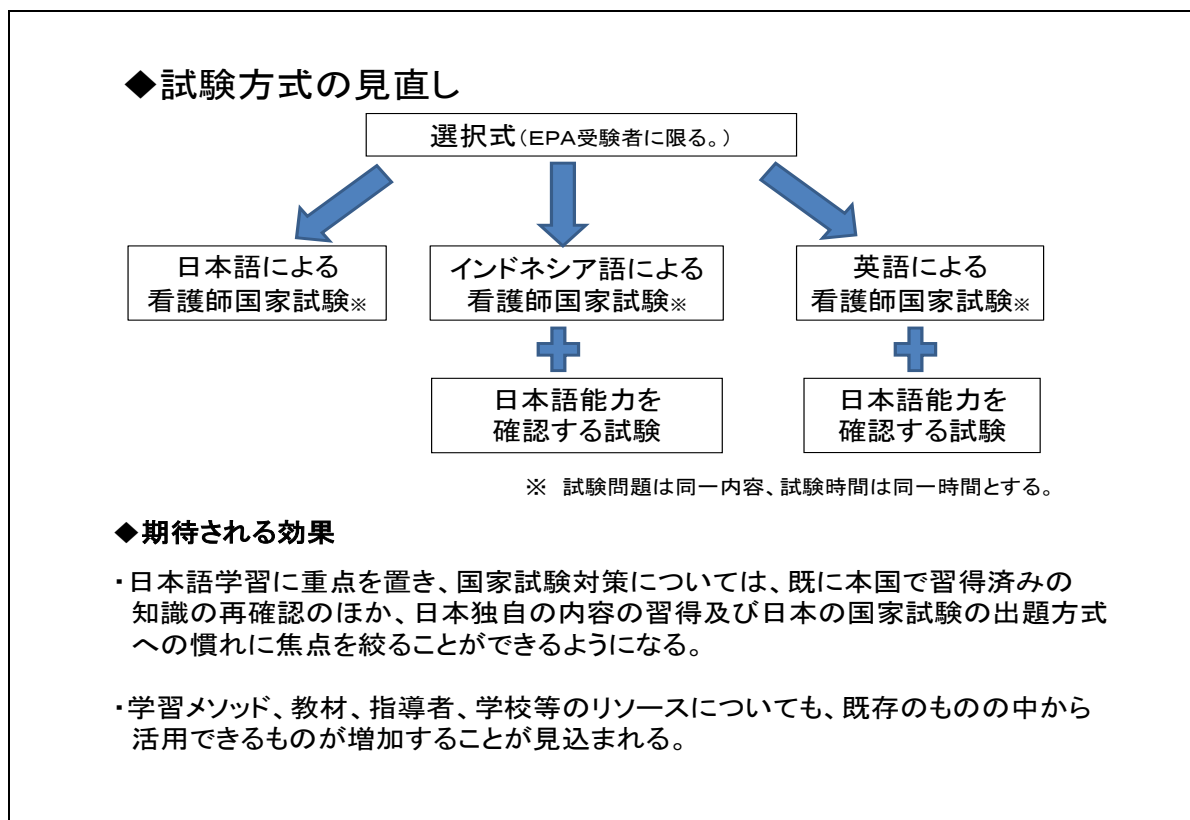 ◆試験方式の見直し
選択式(EPA受験者に限る。)
日本語による
看護師国家試験※
インドネシア語による
看護師国家試験※
英語による
看護師国家試験※
日本語能力を
確認する試験
日本語能力を
確認する試験
※ 試験問題は同一内容、試験時間は同一時間とする。
◆期待される効果
・日本語学習に重点を置き、国家試験対策については、既に本国で習得済みの
知識の再確認のほか、日本独自の内容の習得及び日本の国家試験の出題方式
への慣れに焦点を絞ることができるようになる。
・学習メソッド、教材、指導者、学校等のリソースについても、既存のものの中から
活用できるものが増加することが見込まれる。